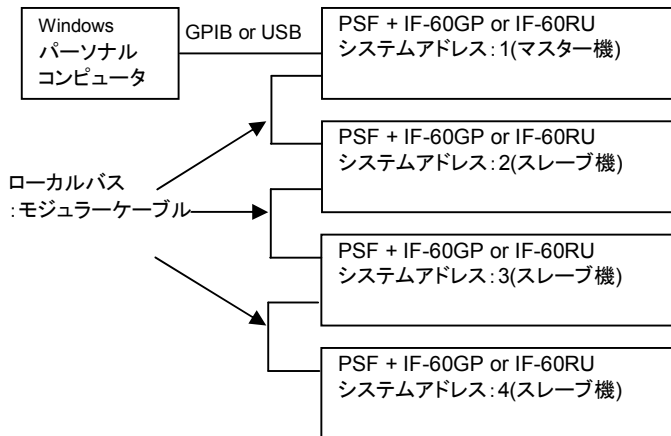 Windows
パーソナル
コンピュータ
GPIB or USB
PSF + IF-60GP or IF-60RU
システムアドレス：1(マスター機)
PSF + IF-60GP or IF-60RU
システムアドレス：2(スレーブ機)
ローカルバス
：モジュラーケーブル
PSF + IF-60GP or IF-60RU
システムアドレス：3(スレーブ機)
PSF + IF-60GP or IF-60RU
システムアドレス：4(スレーブ機)